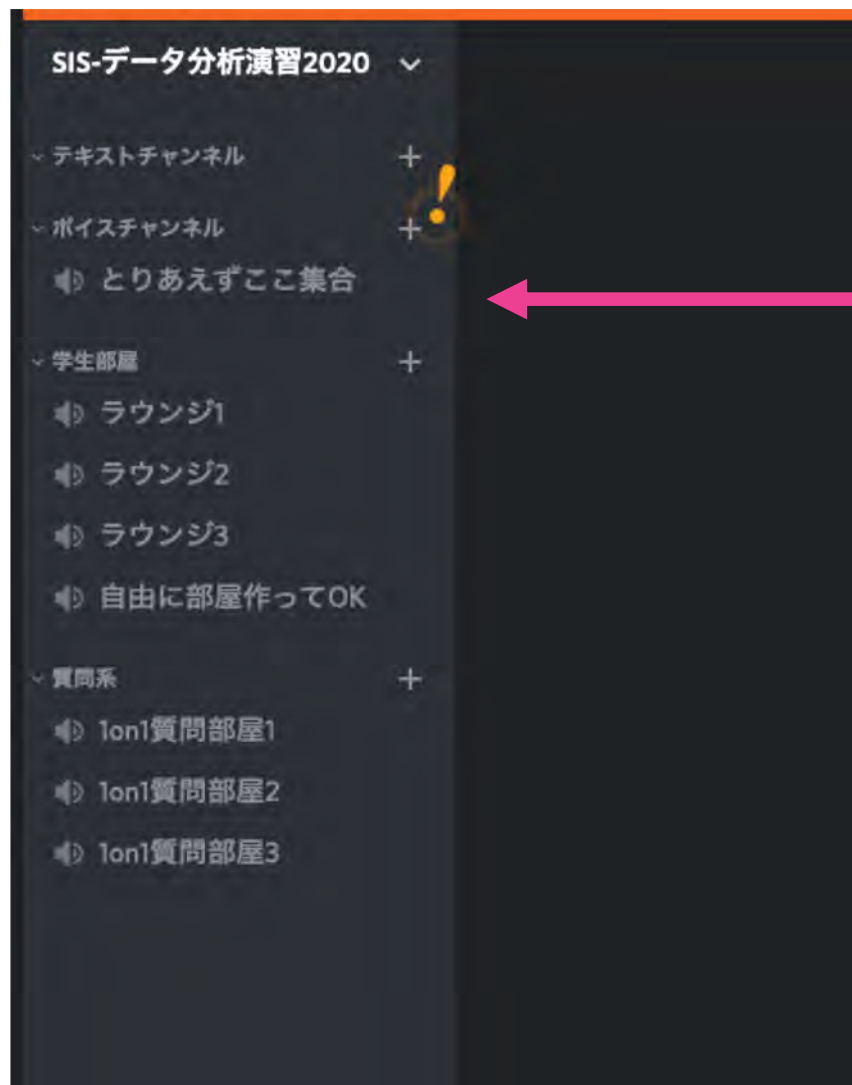 SIS-データ分析演習2020
テキストチャンネル
ボイスチャンネル
とりあえずここ集合
学生部屋
ラウンジ1
ラウンジ2
ラウンジ3
自由に部屋作ってOK
質問系
1on1質問部屋1
1on1質問部屋2
1on1質問部屋3